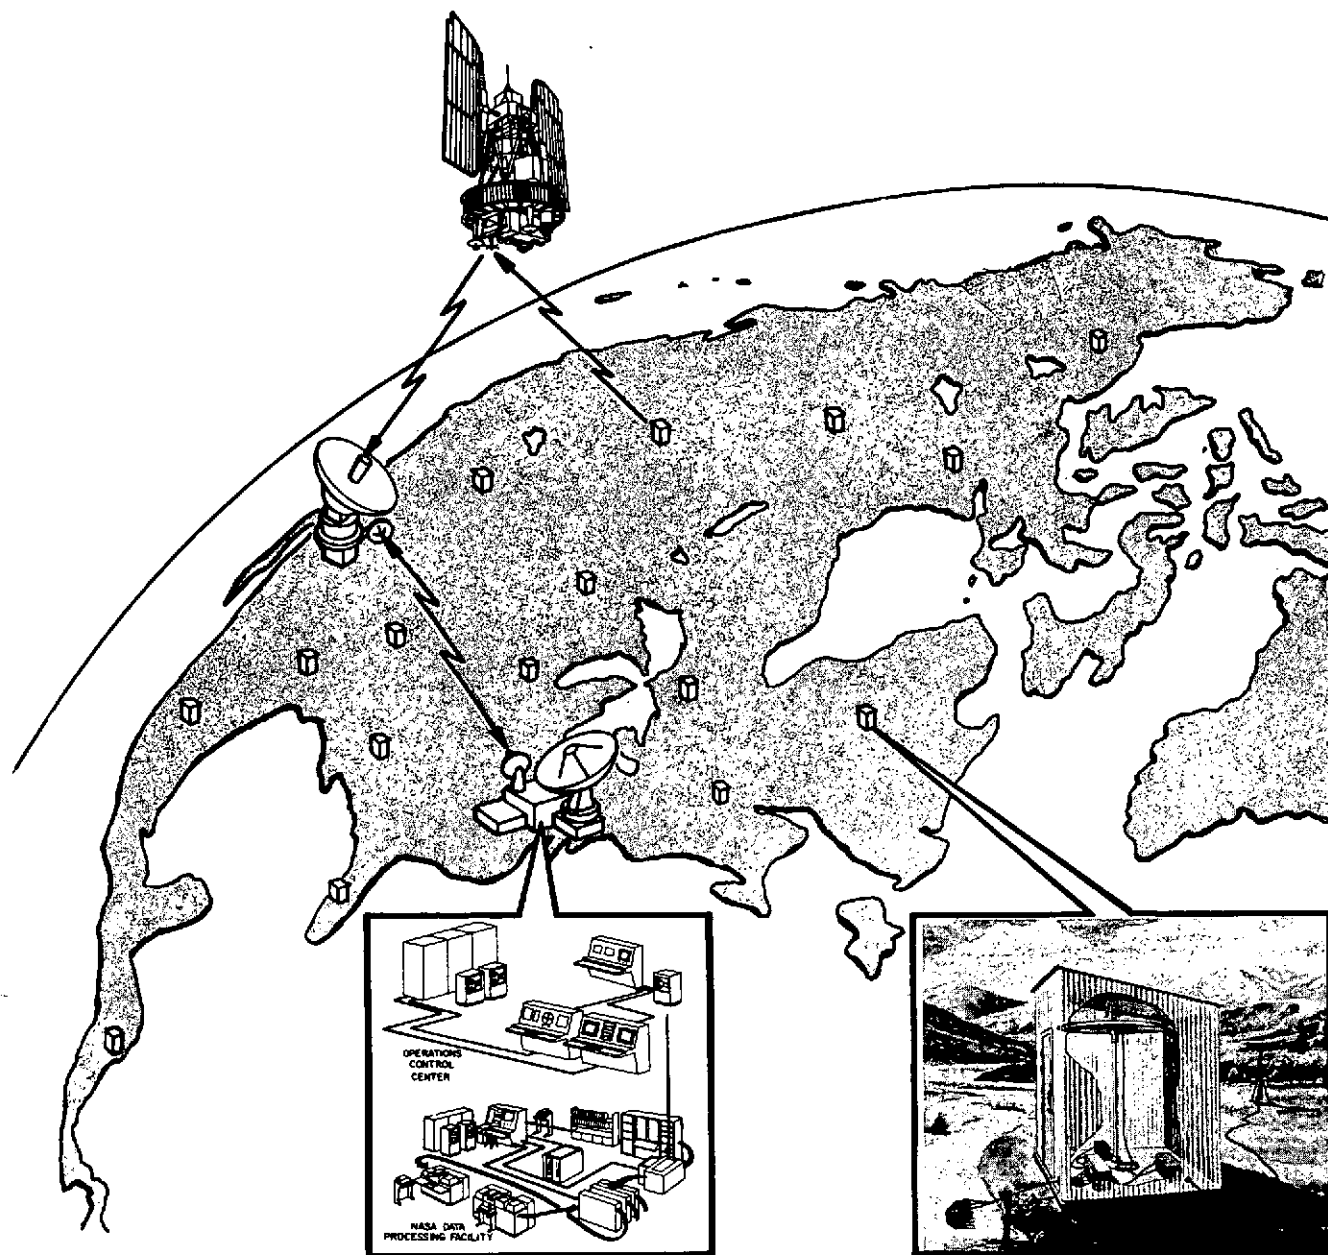 OPERATIONS
CONTROL
CENTER
NASA DATA
PROCESSING FACILITY